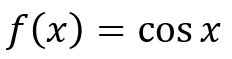 f(x) = cos x